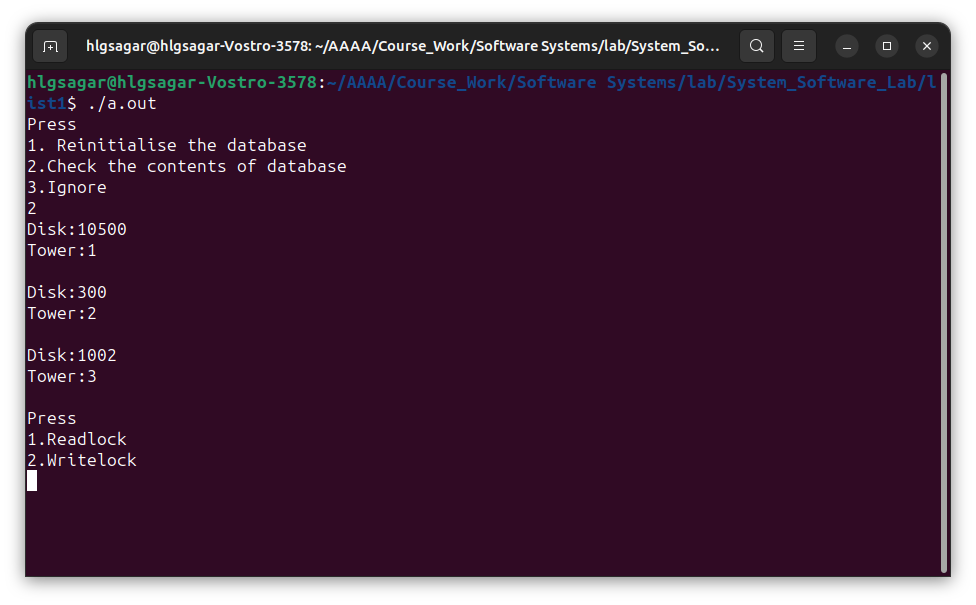 hlgsagar@hlgsagar-Vostro-3578: ~/AAAA/Course_Work/Software Systems/lab/System_So...
hlgsagar@hlgsagar-Vostro-3578:~/AAAA/Course_Work/Software Systems/lab/System_Software_Lab/l
ist1$ ./a.out
Press
1. Reinitialise the database
2.Check the contents of database
3.Ignore
2
Disk:10500
Tower:1
Disk:300
Tower:2
Disk:1002
Tower:3
Press
1.Readlock
2.Writelock